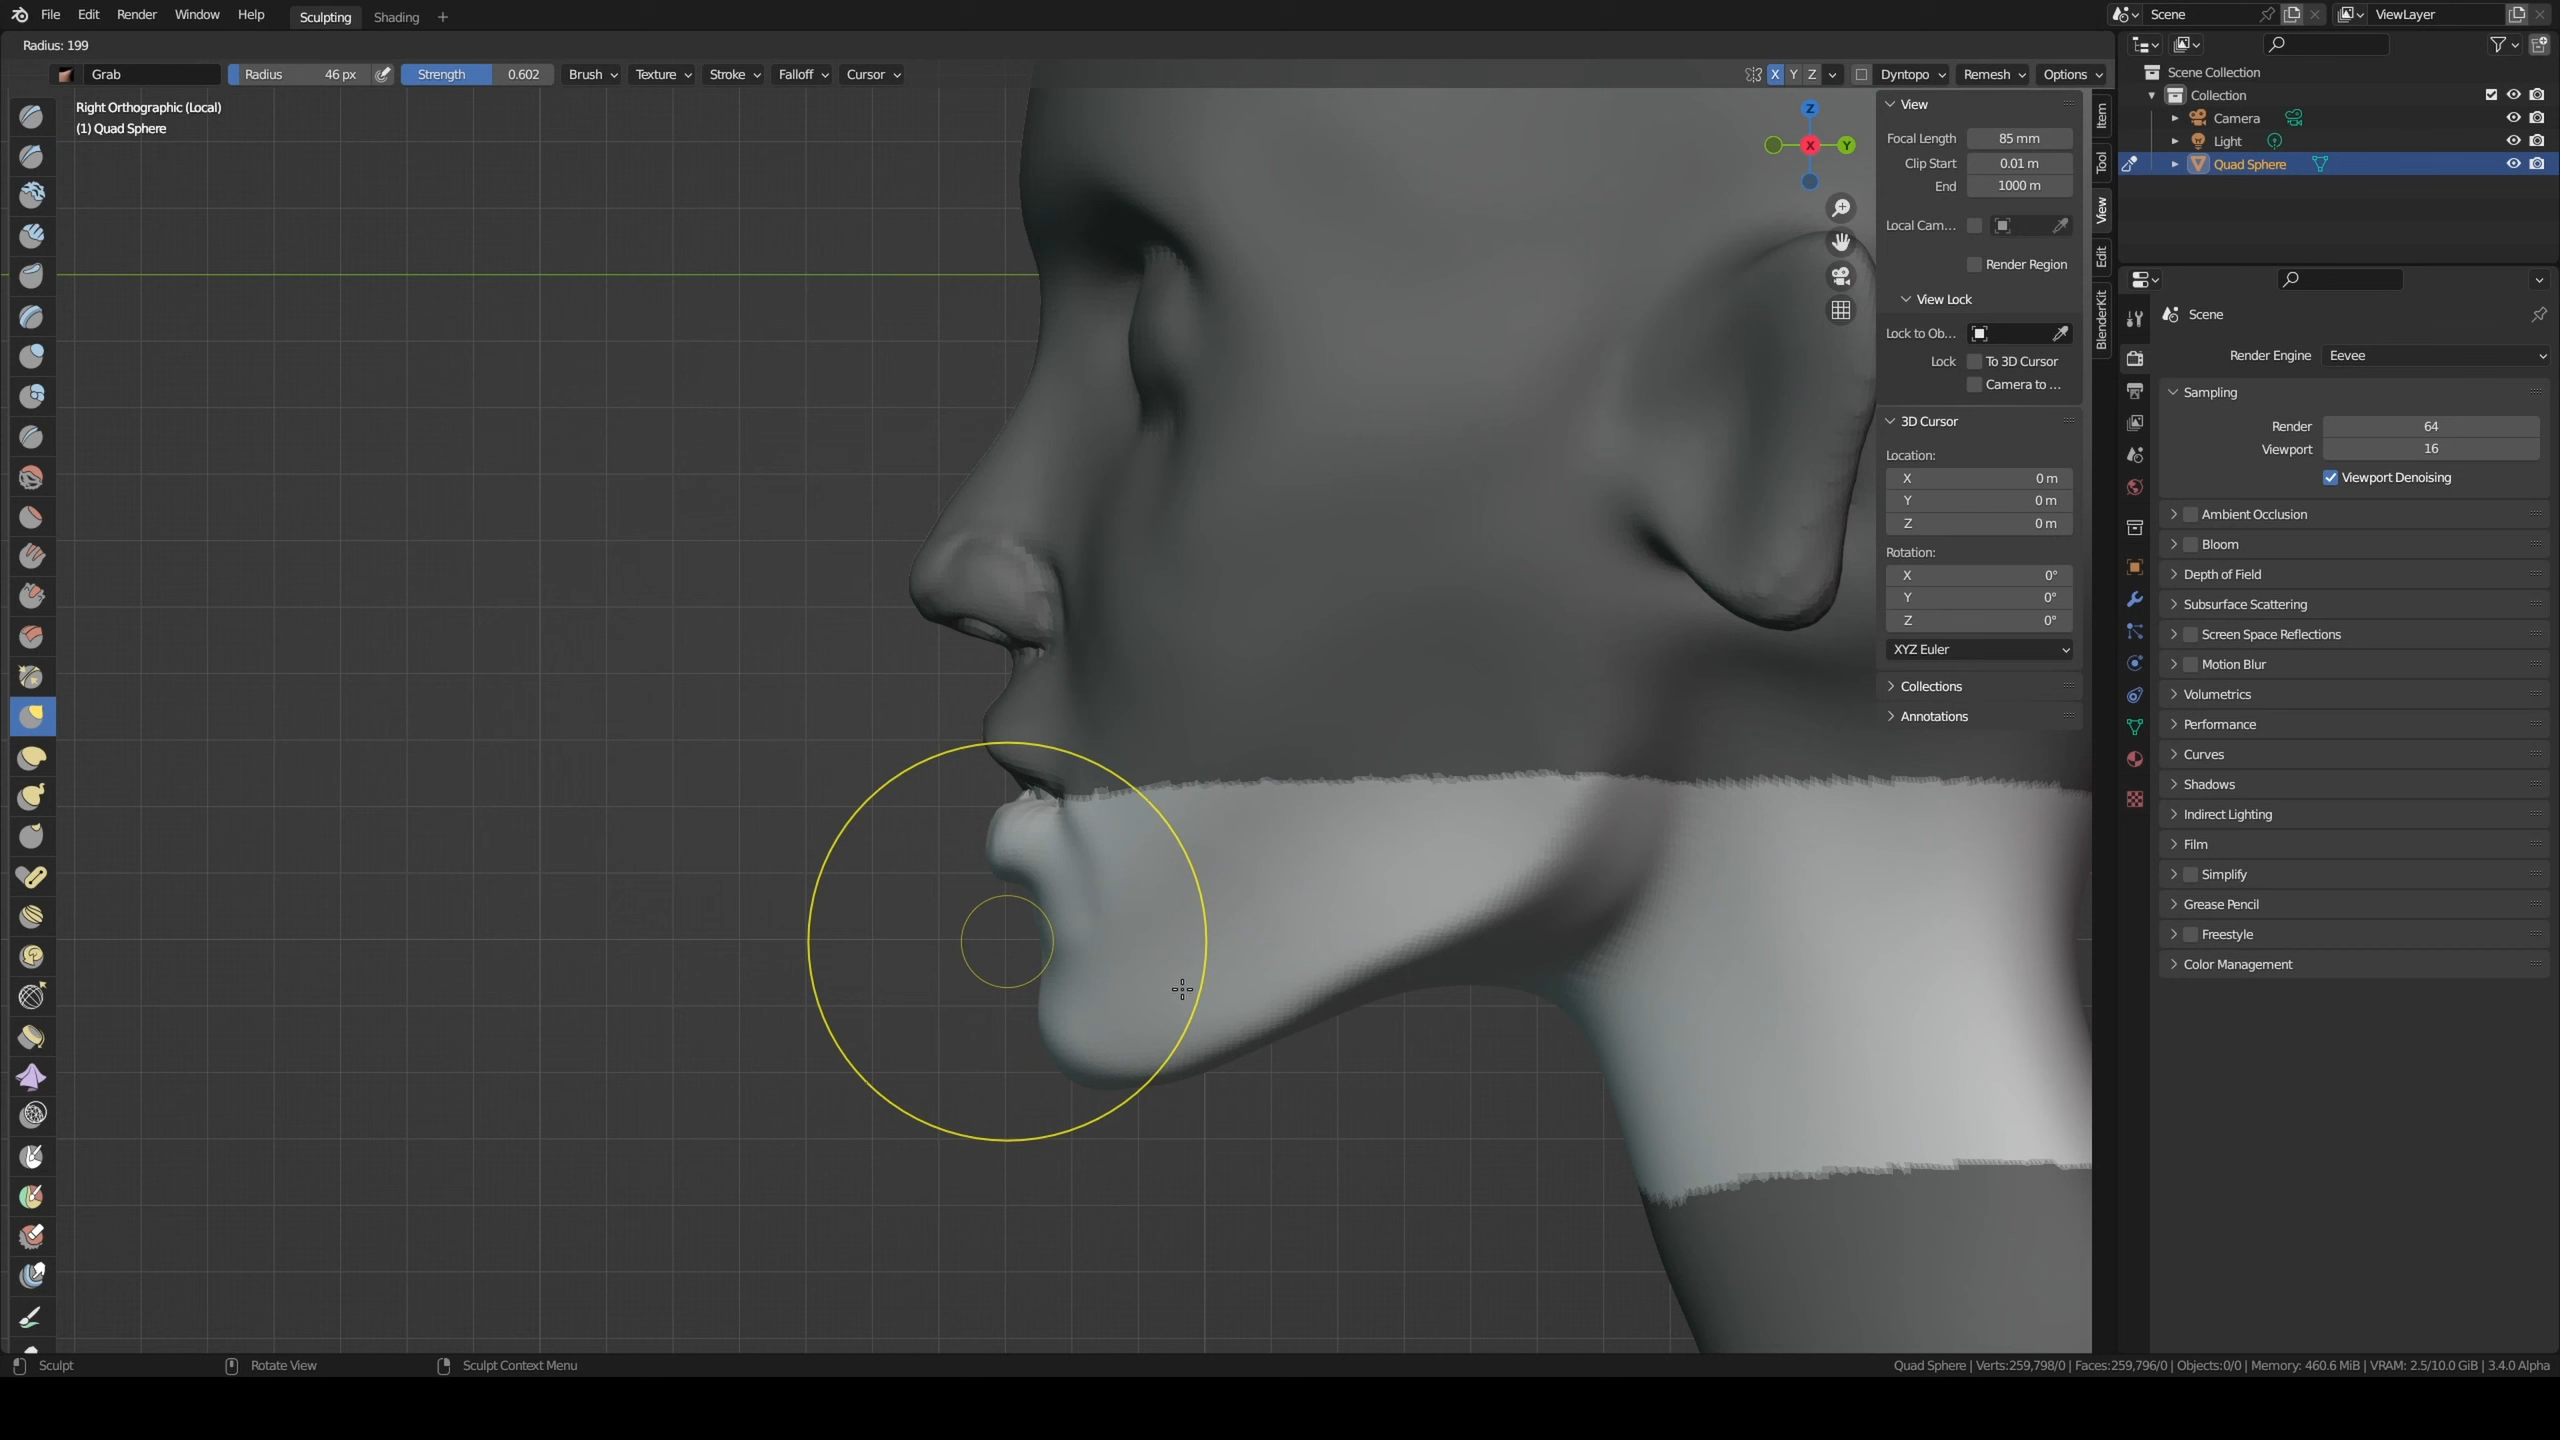 File Edit Render Window Help Sculpting Shading + Scene ViewLayer
Radius: 199
Grab Radius 46 px Strength 0.602 Brush Texture Stroke Falloff Cursor X Y Z Dyntopo Remesh Options
Right Orthographic (Local)
(1) Quad Sphere
Z
X
Y
View
Focal Length 85 mm
Clip Start 0.01 m
End 1000 m
Local Cam...
Render Region
View Lock
Lock to Ob...
Lock To 3D Cursor
Camera to ...
3D Cursor
Location:
X 0 m
Y 0 m
Z 0 m
Rotation:
X 0°
Y 0°
Z 0°
XYZ Euler
Collections
Annotations
Item
Tool
View
Edit
BlenderKit
Scene Collection
Collection
Camera
Light
Quad Sphere
Scene
Render Engine Eevee
Sampling
Render 64
Viewport 16
Viewport Denoising
Ambient Occlusion
Bloom
Depth of Field
Subsurface Scattering
Screen Space Reflections
Motion Blur
Volumetrics
Performance
Curves
Shadows
Indirect Lighting
Film
Simplify
Grease Pencil
Freestyle
Color Management
Sculpt Rotate View Sculpt Context Menu
Quad Sphere | Verts:259,798/0 | Faces:259,796/0 | Objects:0/0 | Memory: 460.6 MiB | VRAM: 2.5/10.0 GiB | 3.4.0 Alpha